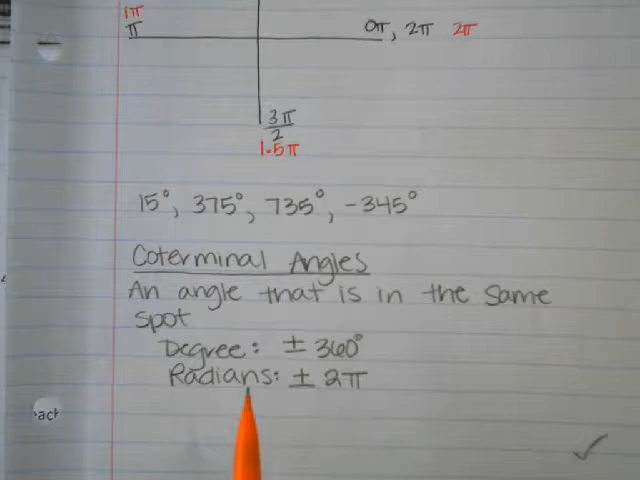 1π
π
0π, 2π 2π
3π
2
1.5π
15°, 375°, 735°, -345°
Coterminal Angles
An angle that is in the same
spot
Degree: ± 360°
Radians: ± 2π
eact